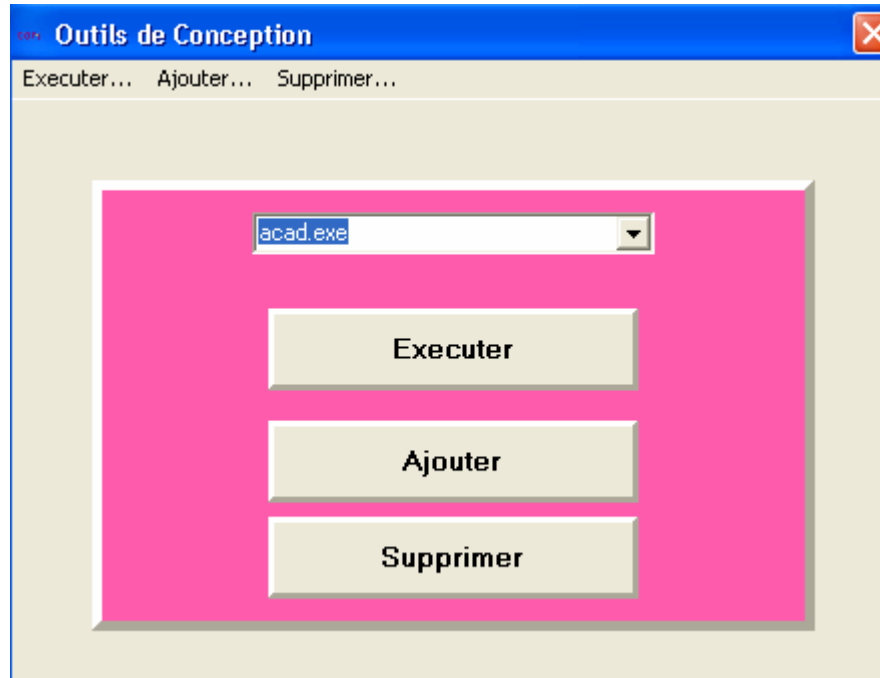 Outils de Conception
Executer... Ajouter... Supprimer...
acad.exe
Executer
Ajouter
Supprimer